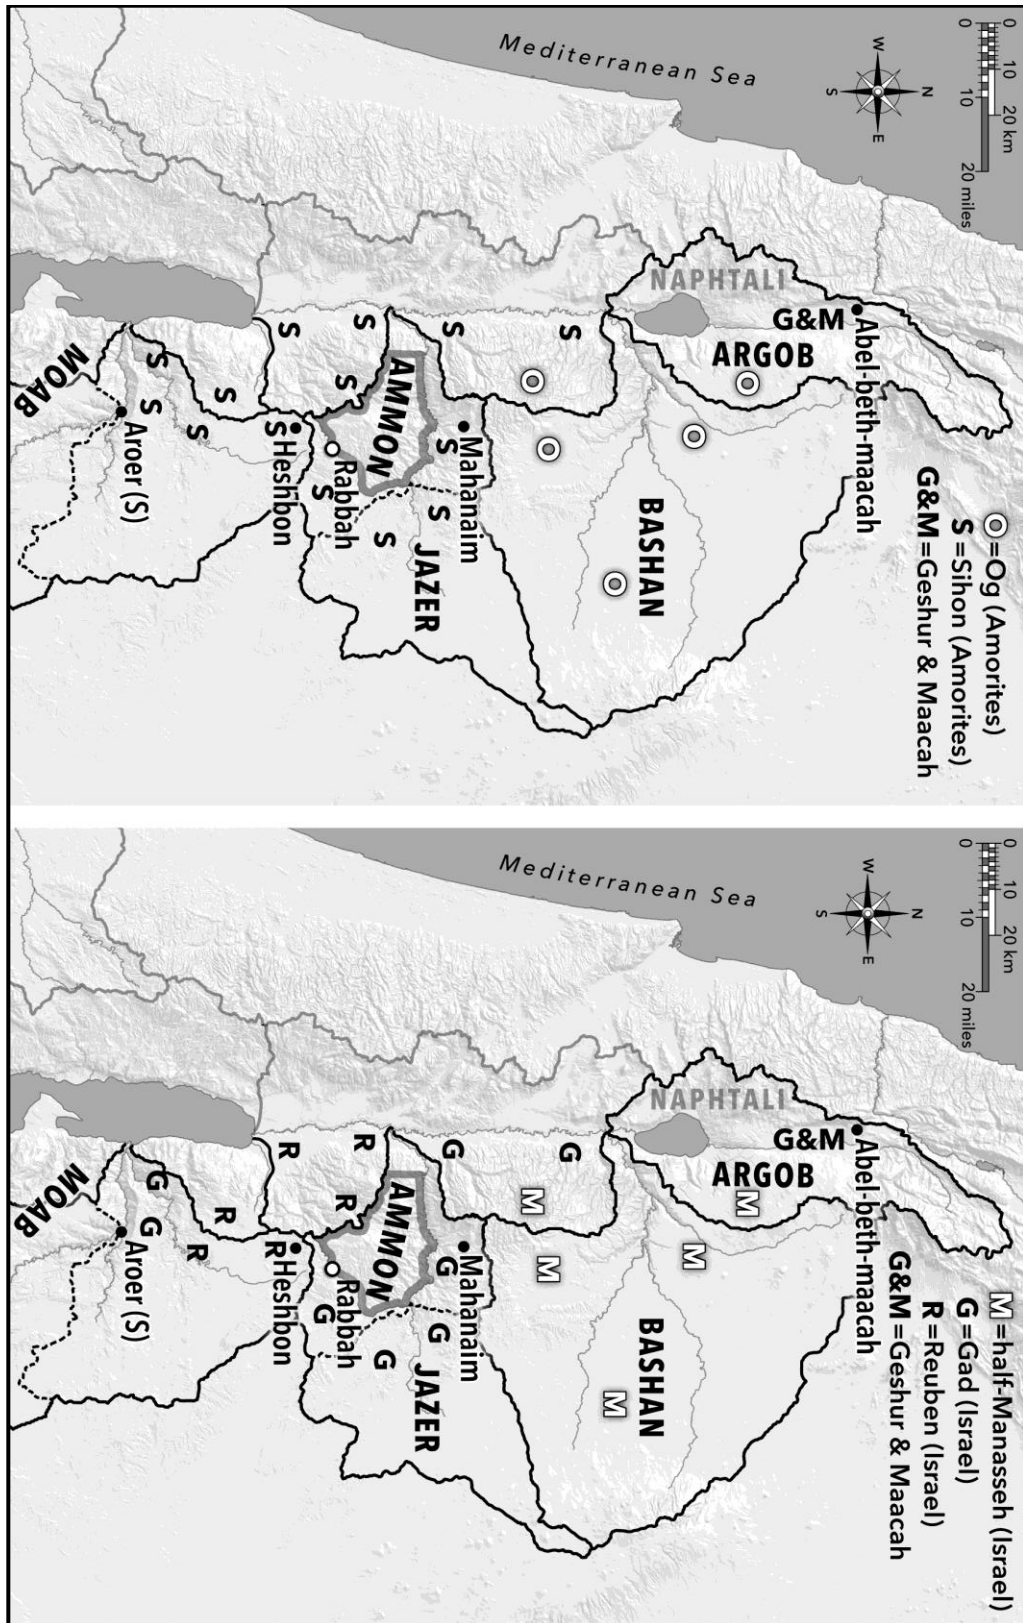 0 10 20 km
0 10 20 miles
N
W E
S
Mediterranean Sea
=Og (Amorites)
S =Sihon (Amorites)
G&M=Geshur & Maacah
Abel-beth-maacah
G&M
NAPHTALI
ARGOB
BASHAN
S
Mahanaim
S
S
S
JAZER
AMMON
S
S
S
Rabbah
S
S
S
Heshbon
S
S
S
S
Aroer (S)
MOAB
0 10 20 km
0 10 20 miles
N
W E
S
Mediterranean Sea
M=half-Manasseh (Israel)
G=Gad (Israel)
R=Reuben (Israel)
G&M=Geshur & Maacah
Abel-beth-maacah
G&M
NAPHTALI
ARGOB
M
M
BASHAN
M
M
M
G
Mahanaim
G
G
G
JAZER
AMMON
R
G
R
Rabbah
G
R
R
Heshbon
R
R
G
G
Aroer (S)
MOAB